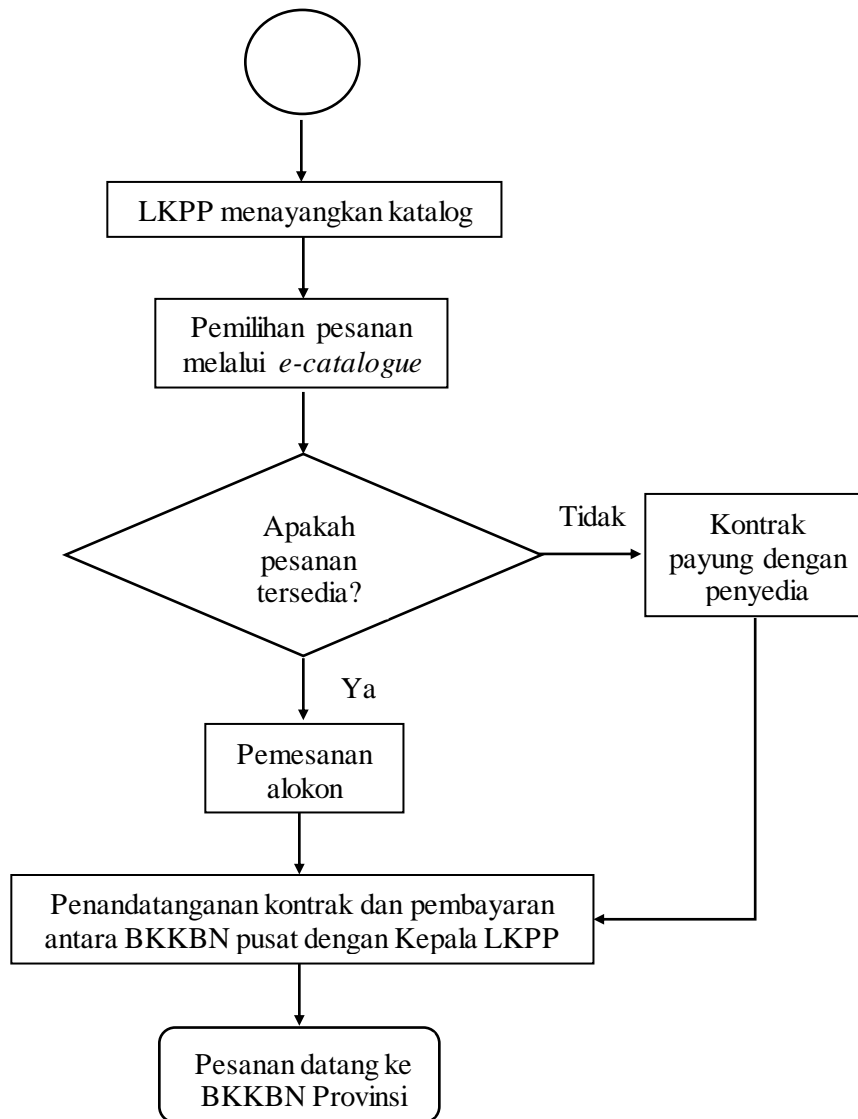 LKPP menayangkan katalog
Pemilihan pesanan
melalui e-catalogue
Apakah
pesanan
tersedia?
Tidak
Kontrak
payung dengan
penyedia
Ya
Pemesanan
alokon
Penandatanganan kontrak dan pembayaran
antara BKKBN pusat dengan Kepala LKPP
Pesanan datang ke
BKKBN Provinsi